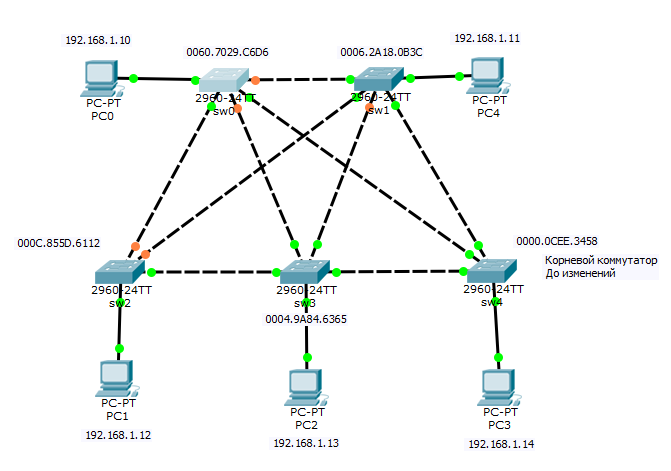 192.168.1.10
0060.7029.C6D6
0006.2A18.0B3C
192.168.1.11
PC-PT
PC0
2960-24TT
sw0
2960-24TT
sw1
PC-PT
PC4
000C.855D.6112
0000.0CEE.3458
Корневой коммутатор
До изменений
2960-24TT
sw2
2960-24TT
sw3
2960-24TT
sw4
0004.9A84.6365
PC-PT
PC1
PC-PT
PC2
PC-PT
PC3
192.168.1.12
192.168.1.13
192.168.1.14